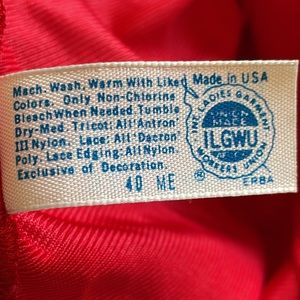 Mach. Wash, Warm With Like
Colors. Only Non-Chlorine
Bleach When Needed Tumble
Dry-Med Tricot: All "Antron"
III Nylon. Lace: All "Dacron"
Poly. Lace Edging: All Nylon.
Exclusive of Decoration.
40 ME
Made in USA
INT. LADIES GARMENT
WORKERS UNION
UNION
MADE
ILGWU
®
ERBA